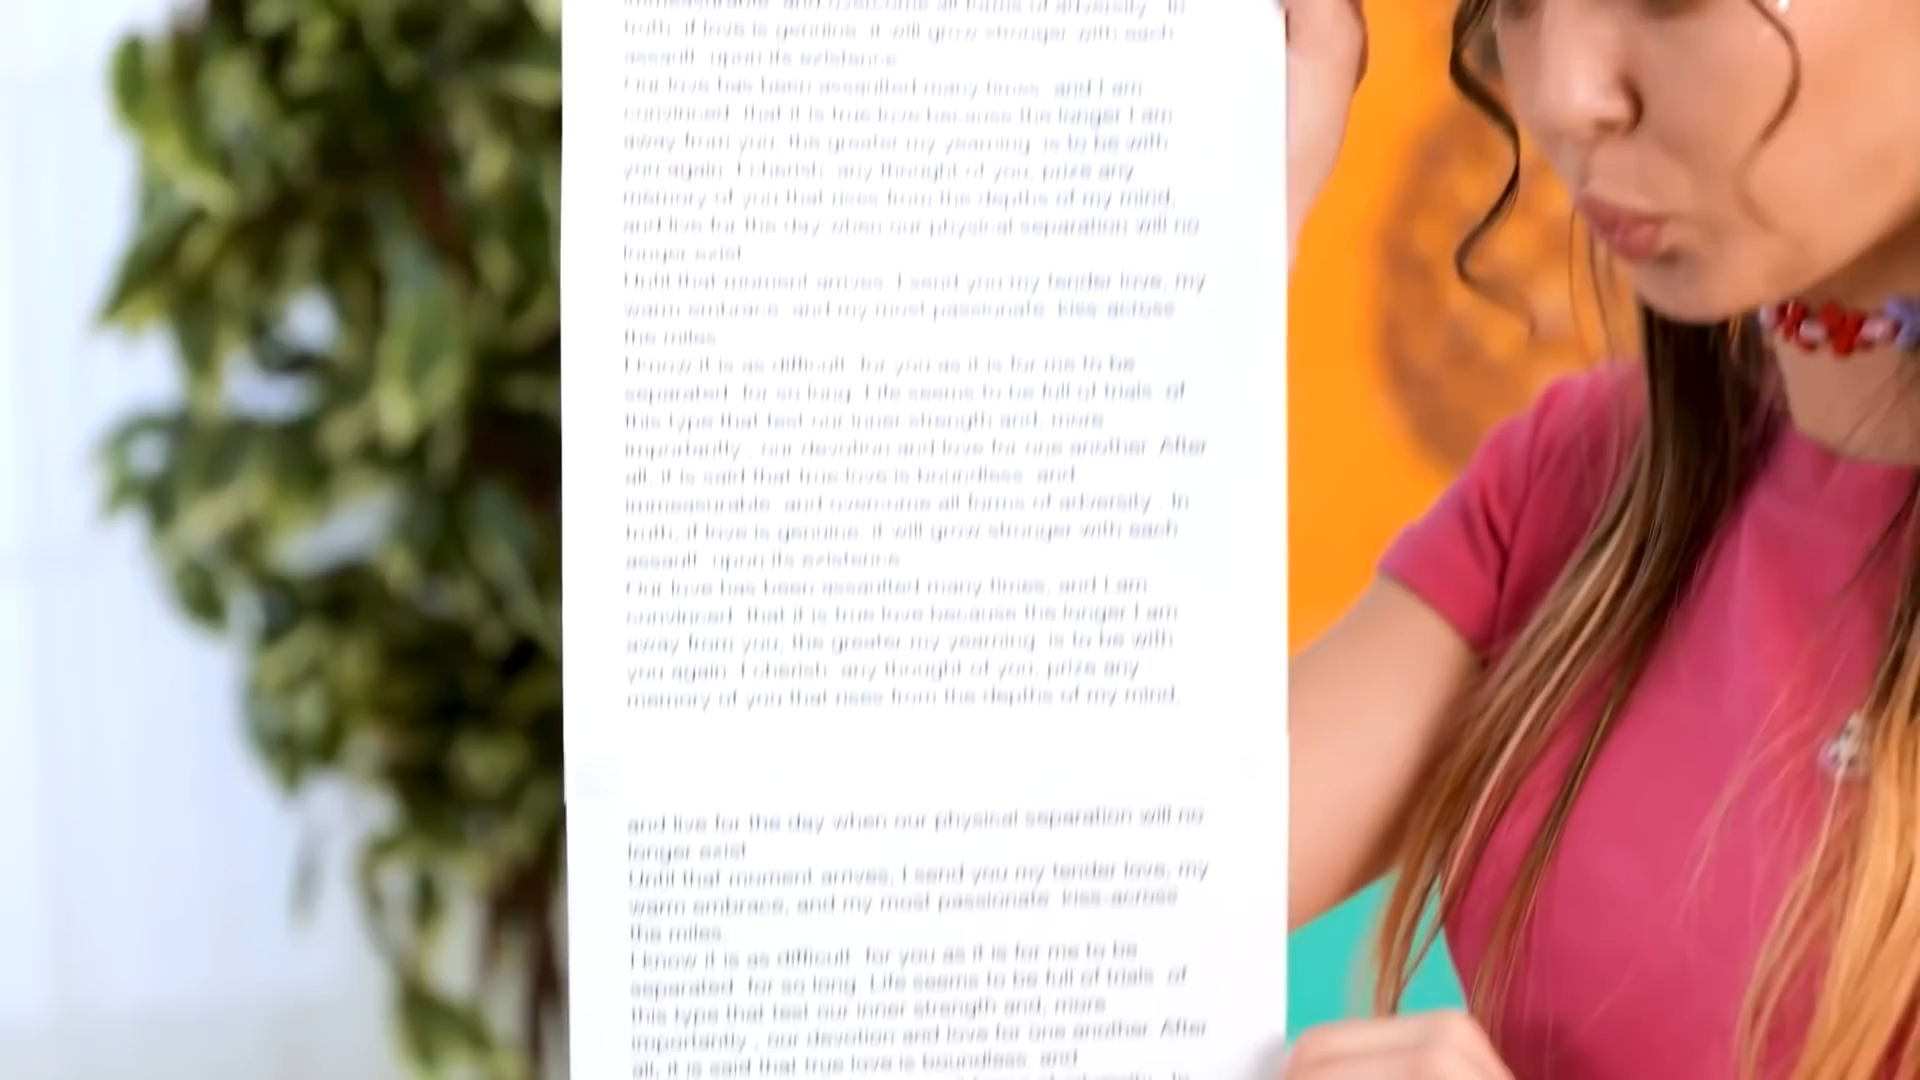 immeasurable and overcome all forms of adversity . In
truth, if love is genuine, it will grow stronger with each
assault upon its existence.
Our love has been assaulted many times, and I am
convinced that it is true love because the longer I am
away from you, the greater my yearning is to be with
you again. I cherish any thought of you, prize any
memory of you that rises from the depths of my mind,
and live for the day when our physical separation will no
longer exist.
Until that moment arrives, I send you my tender love, my
warm embrace, and my most passionate kiss across
the miles.
I know it is as difficult for you as it is for me to be
separated for so long. Life seems to be full of trials of
this type that test our inner strength and, more
importantly , our devotion and love for one another. After
all, it is said that true love is boundless and
immeasurable and overcome all forms of adversity . In
truth, if love is genuine, it will grow stronger with each
assault upon its existence.
Our love has been assaulted many times, and I am
convinced that it is true love because the longer I am
away from you, the greater my yearning is to be with
you again. I cherish any thought of you, prize any
memory of you that rises from the depths of my mind,
and live for the day when our physical separation will no
longer exist.
Until that moment arrives, I send you my tender love, my
warm embrace, and my most passionate kiss across
the miles.
I know it is as difficult for you as it is for me to be
separated for so long. Life seems to be full of trials of
this type that test our inner strength and, more
importantly , our devotion and love for one another. After
all, it is said that true love is boundless and